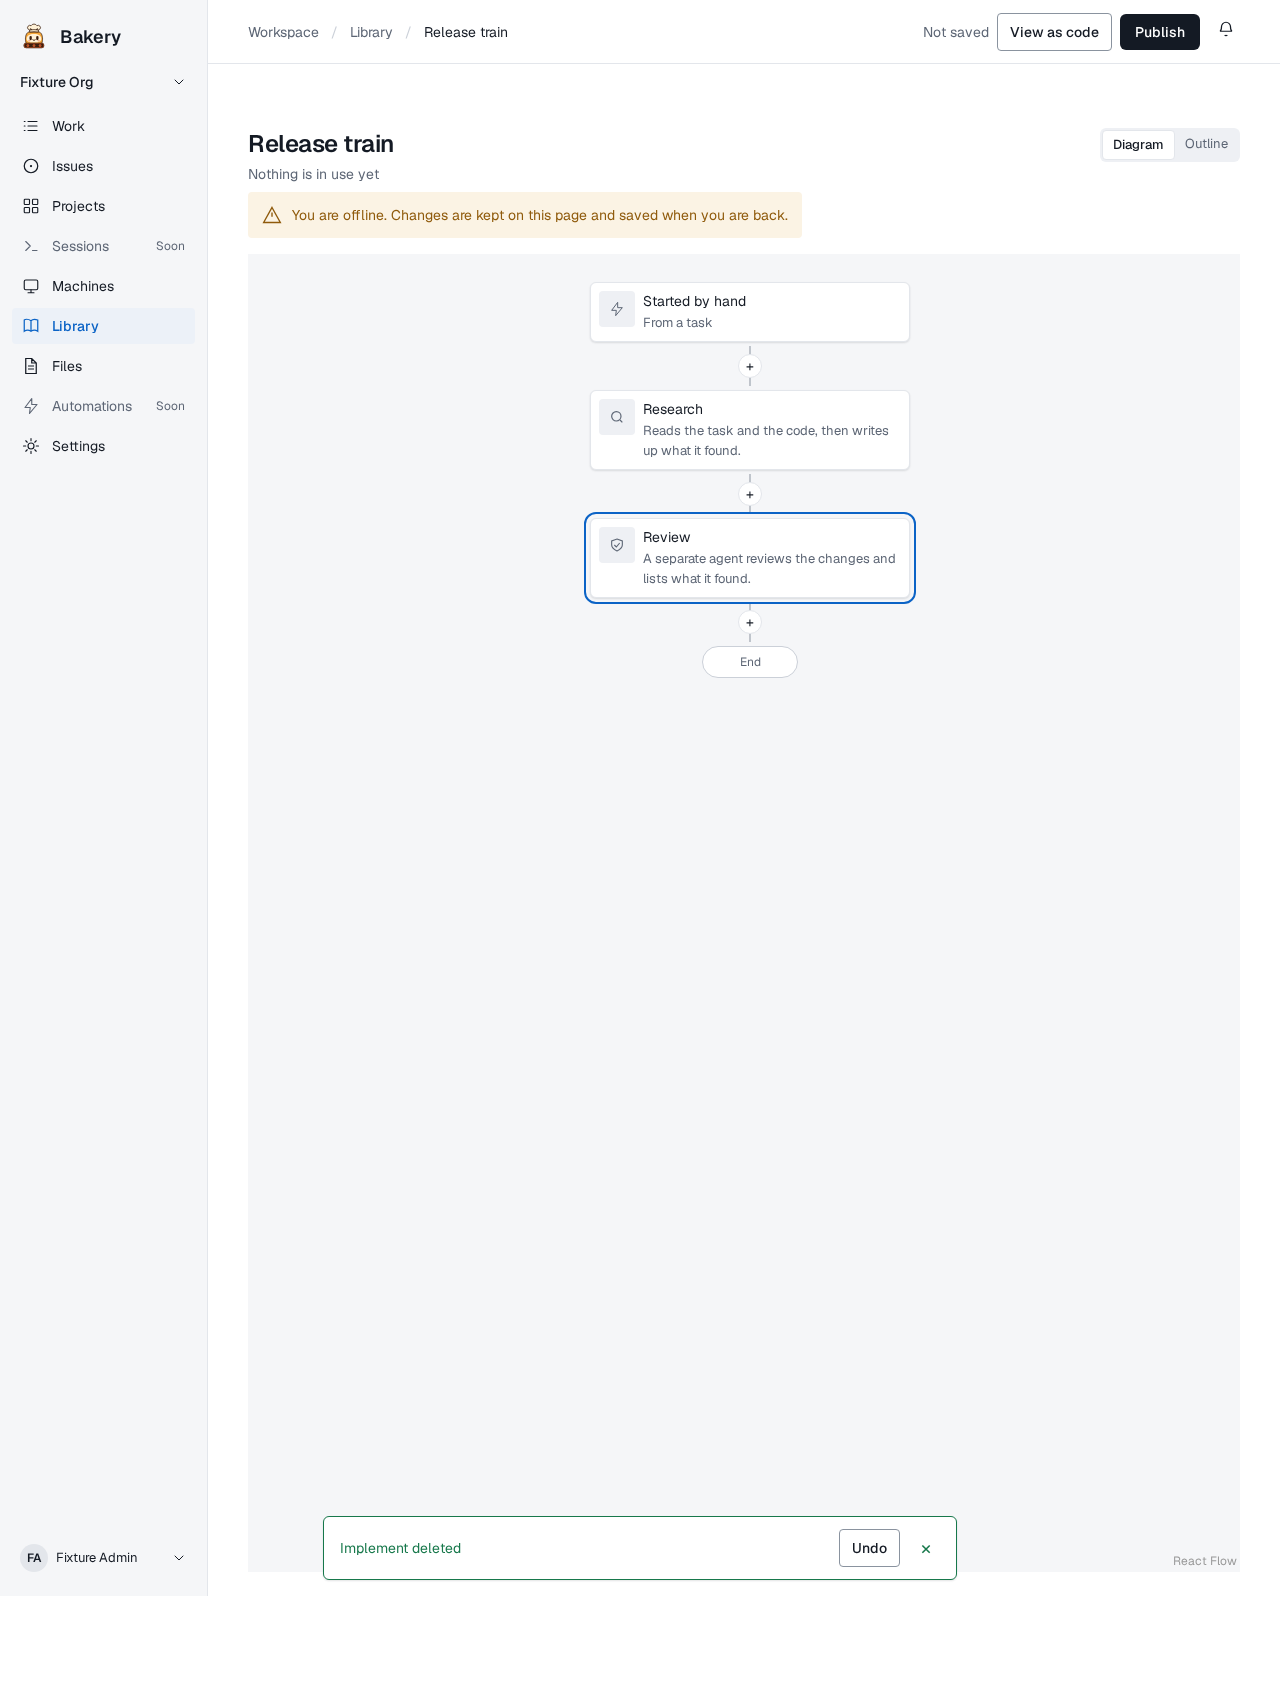 Bakery
Fixture Org
Work
Issues
Projects
Sessions Soon
Machines
Library
Files
Automations Soon
Settings
FA Fixture Admin
Workspace / Library / Release train
Not saved View as code Publish
Release train
Nothing is in use yet
Diagram Outline
You are offline. Changes are kept on this page and saved when you are back.
Started by hand
From a task
+
Research
Reads the task and the code, then writes
up what it found.
+
Review
A separate agent reviews the changes and
lists what it found.
+
End
Implement deleted Undo ×
React Flow